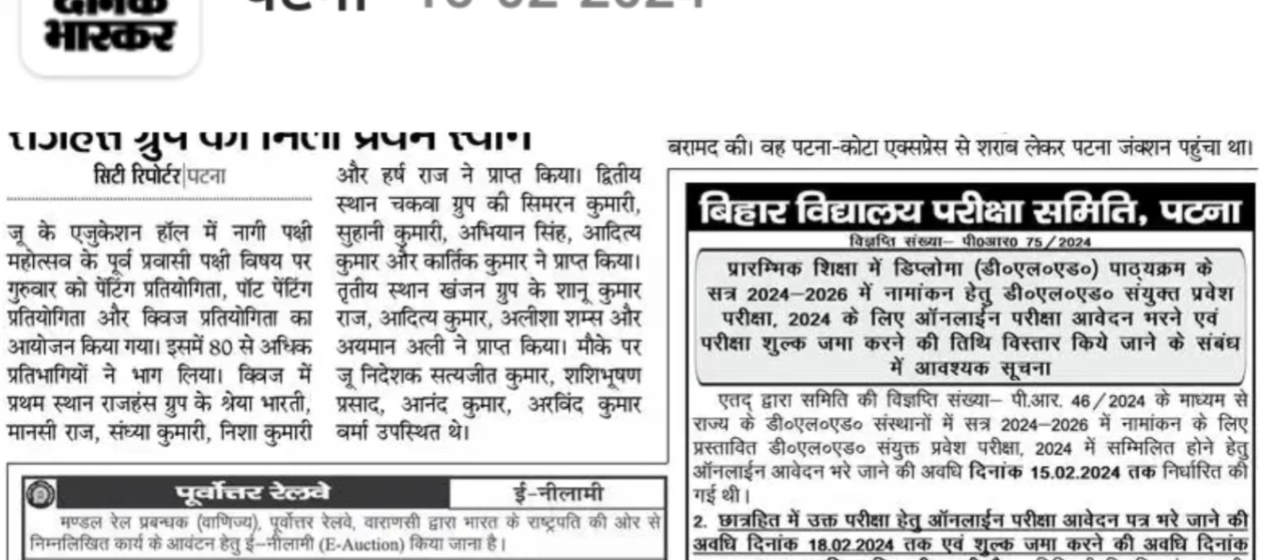 दैनिक
भास्कर
पटना 16-02-2024
राजहंस ग्रुप को मिला प्रथम स्थान
सिटी रिपोर्टर|पटना
जू के एजुकेशन हॉल में नागी पक्षी
महोत्सव के पूर्व प्रवासी पक्षी विषय पर
गुरुवार को पेंटिंग प्रतियोगिता, पॉट पेंटिंग
प्रतियोगिता और क्विज प्रतियोगिता का
आयोजन किया गया। इसमें 80 से अधिक
प्रतिभागियों ने भाग लिया। क्विज में
प्रथम स्थान राजहंस ग्रुप के श्रेया भारती,
मानसी राज, संध्या कुमारी, निशा कुमारी
और हर्ष राज ने प्राप्त किया। द्वितीय
स्थान चकवा ग्रुप की सिमरन कुमारी,
सुहानी कुमारी, अभियान सिंह, आदित्य
कुमार और कार्तिक कुमार ने प्राप्त किया।
तृतीय स्थान खंजन ग्रुप के शानू कुमार
राज, आदित्य कुमार, अलीशा शम्स और
अयमान अली ने प्राप्त किया। मौके पर
जू निदेशक सत्यजीत कुमार, शशिभूषण
प्रसाद, आनंद कुमार, अरविंद कुमार
वर्मा उपस्थित थे।
पूर्वोत्तर रेलवे
ई-नीलामी
मण्डल रेल प्रबन्धक (वाणिज्य), पूर्वोत्तर रेलवे, वाराणसी द्वारा भारत के राष्ट्रपति की ओर से
निम्नलिखित कार्य के आवंटन हेतु ई-नीलामी (E-Auction) किया जाना है।
बरामद की। वह पटना-कोटा एक्सप्रेस से शराब लेकर पटना जंक्शन पहुंचा था।
बिहार विद्यालय परीक्षा समिति, पटना
विज्ञप्ति संख्या– पी०आर० 75/2024
प्रारम्भिक शिक्षा में डिप्लोमा (डी०एल०एड०) पाठ्यक्रम के
सत्र 2024–2026 में नामांकन हेतु डी०एल०एड० संयुक्त प्रवेश
परीक्षा, 2024 के लिए ऑनलाईन परीक्षा आवेदन भरने एवं
परीक्षा शुल्क जमा करने की तिथि विस्तार किये जाने के संबंध
में आवश्यक सूचना
एतद् द्वारा समिति की विज्ञप्ति संख्या– पी.आर. 46/2024 के माध्यम से
राज्य के डी०एल०एड० संस्थानों में सत्र 2024–2026 में नामांकन के लिए
प्रस्तावित डी०एल०एड० संयुक्त प्रवेश परीक्षा, 2024 में सम्मिलित होने हेतु
ऑनलाईन आवेदन भरे जाने की अवधि दिनांक 15.02.2024 तक निर्धारित की
गई थी।
2. छात्रहित में उक्त परीक्षा हेतु ऑनलाईन परीक्षा आवेदन पत्र भरे जाने की
अवधि दिनांक 18.02.2024 तक एवं शुल्क जमा करने की अवधि दिनांक